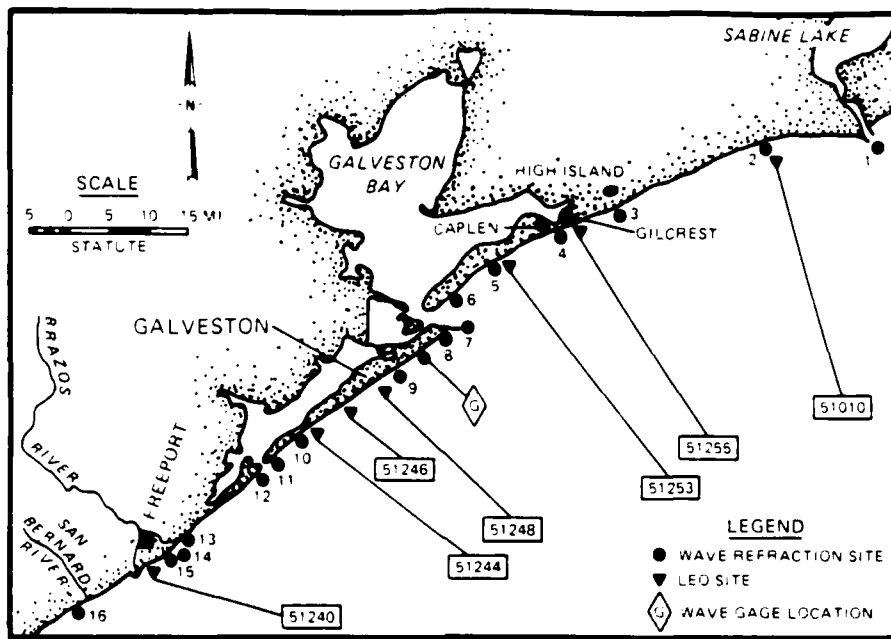 SABINE LAKE
N
GALVESTON
BAY
HIGH ISLAND
2
1
SCALE
5 0 5 10 15 MI
STATUTE
3
CAPLEN
GILCREST
4
5
6
GALVESTON
7
8
9
G
BRAZOS
RIVER
FREEPORT
10
11
12
51010
51255
51246
51253
51248
51244
SAN
BERNARD
RIVER
13
14
15
16
51240
LEGEND
WAVE REFRACTION SITE
LEO SITE
G WAVE GAGE LOCATION